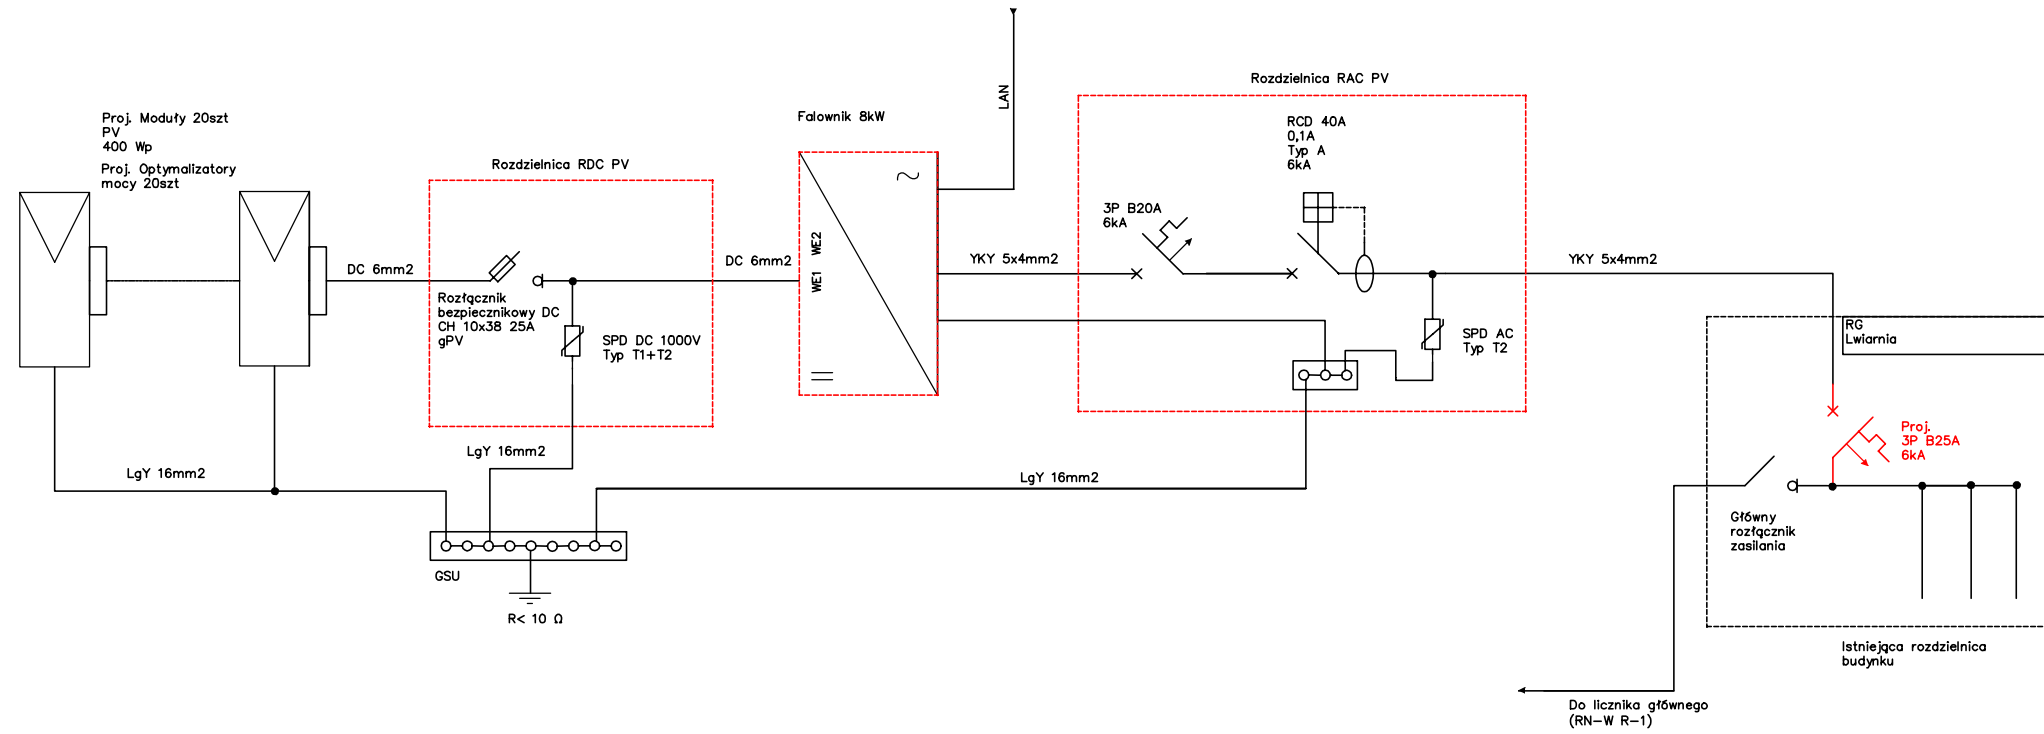 Proj. Moduły 20szt
PV
400 Wp
Proj. Optymalizatory
mocy 20szt
DC 6mm2
LgY 16mm2
Rozdzielnica RDC PV
Rozłącznik
bezpiecznikowy DC
CH 10x38 25A
gPV
SPD DC 1000V
Typ T1+T2
LgY 16mm2
GSU
R< 10 Ω
DC 6mm2
Falownik 8kW
WE1 WE2
LAN
YKY 5x4mm2
Rozdzielnica RAC PV
3P B20A
6kA
RCD 40A
0,1A
Typ A
6kA
SPD AC
Typ T2
LgY 16mm2
YKY 5x4mm2
RG
Lwiarnia
Proj.
3P B25A
6kA
Główny
rozłącznik
zasilania
Istniejąca rozdzielnica
budynku
Do licznika głównego
(RN-W R-1)